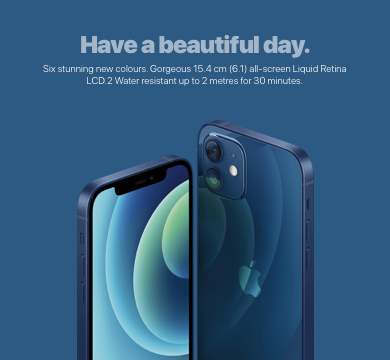 Have a beautiful day.
Six stunning new colours. Gorgeous 15.4 cm (6.1) all-screen Liquid Retina
LCD.2 Water resistant up to 2 metres for 30 minutes.